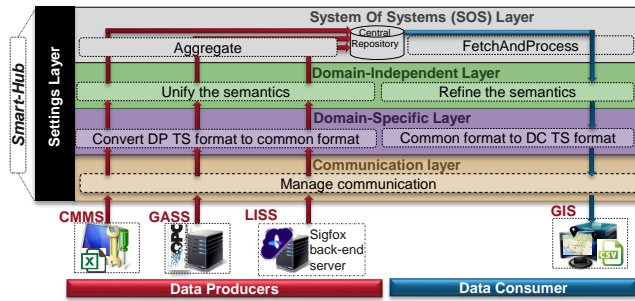 System Of Systems (SOS) Layer
Central
Repository
Aggregate
FetchAndProcess
Domain-Independent Layer
Unify the semantics
Refine the semantics
Domain-Specific Layer
Convert DP TS format to common format
Common format to DC TS format
Communication layer
Manage communication
Smart-Hub
Settings Layer
CMMS
GASS
LISS
GIS
X
OPC
Sigfox
back-end
server
CSV
Data Producers
Data Consumer